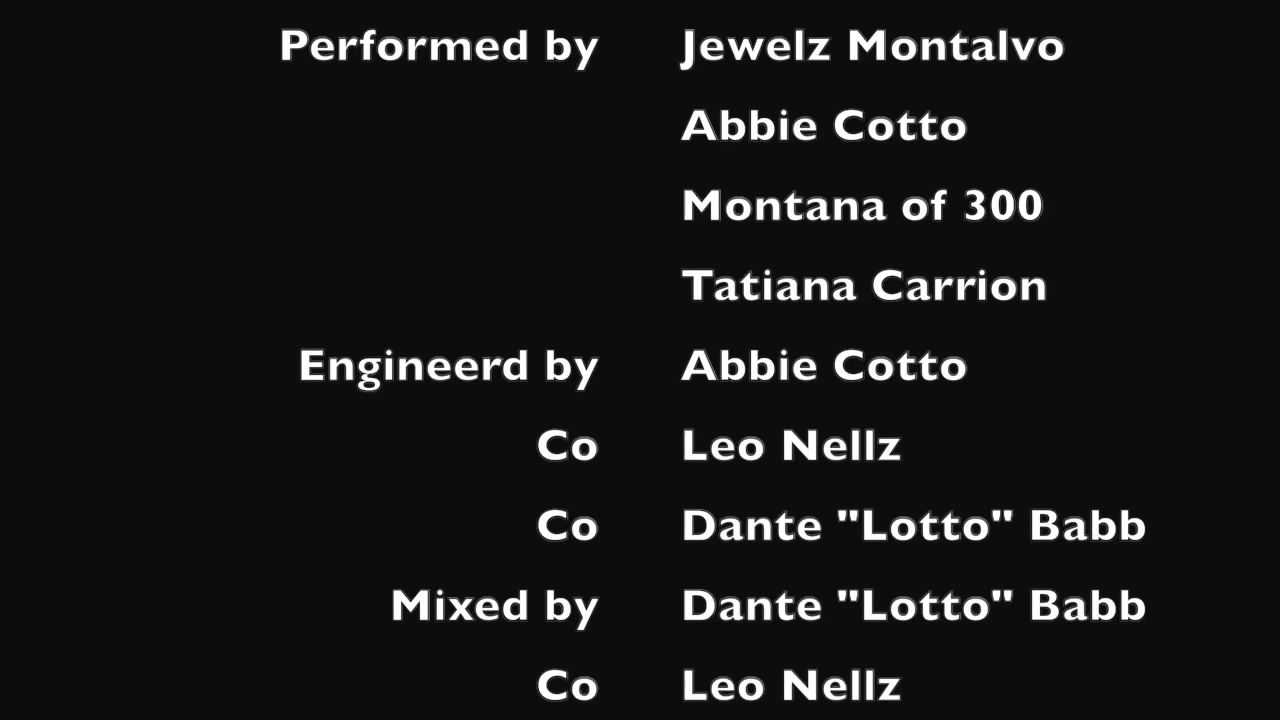 Performed by Jewelz Montalvo
Abbie Cotto
Montana of 300
Tatiana Carrion
Engineerd by Abbie Cotto
Co Leo Nellz
Co Dante "Lotto" Babb
Mixed by Dante "Lotto" Babb
Co Leo Nellz